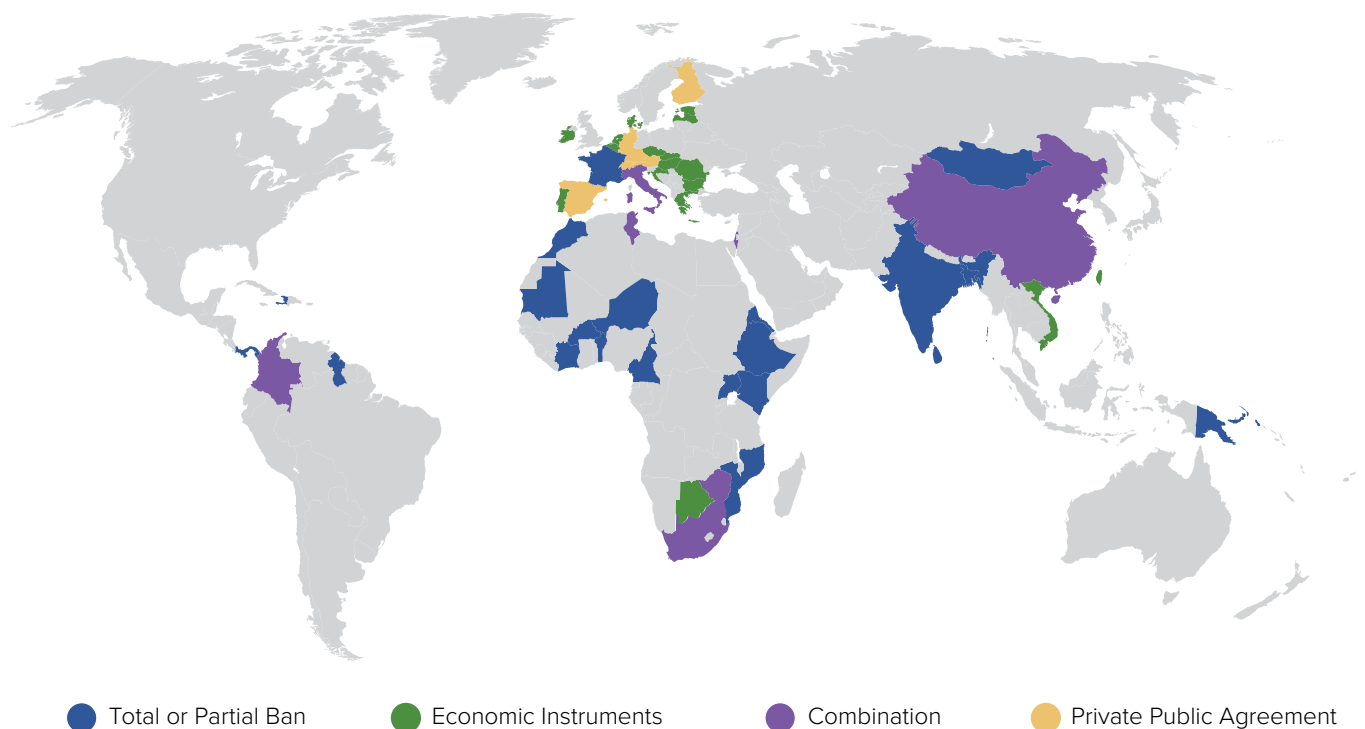 Total or Partial Ban
Economic Instruments
Combination
Private Public Agreement